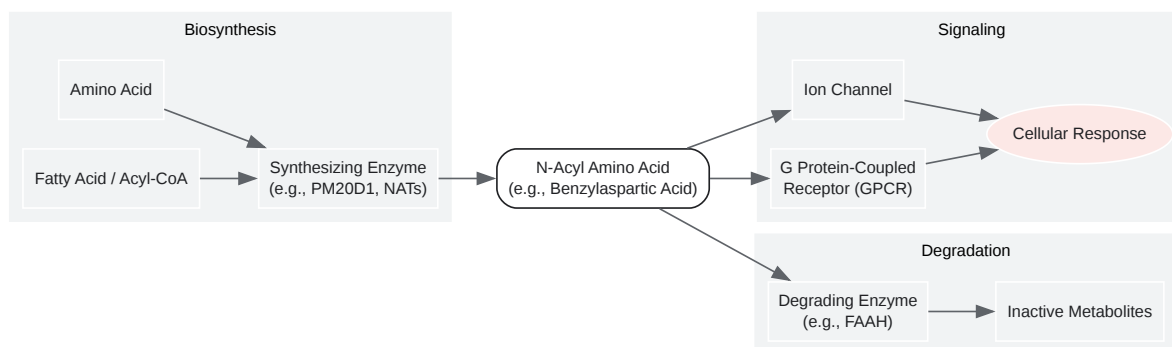 Biosynthesis
Amino Acid
Fatty Acid / Acyl-CoA
Synthesizing Enzyme
(e.g., PM20D1, NATs)
N-Acyl Amino Acid
(e.g., Benzylaspartic Acid)
Signaling
Ion Channel
G Protein-Coupled
Receptor (GPCR)
Cellular Response
Degradation
Degrading Enzyme
(e.g., FAAH)
Inactive Metabolites